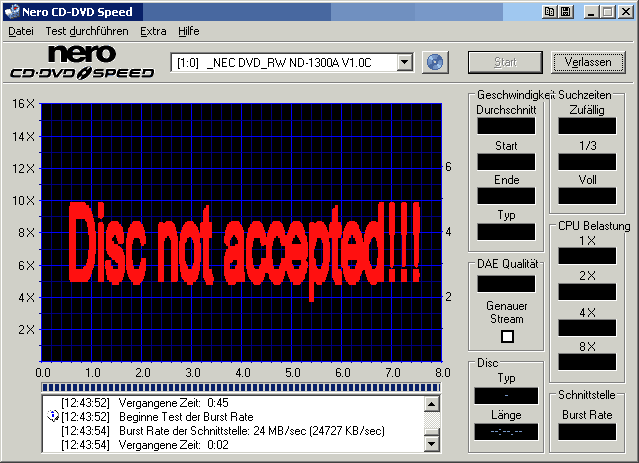 Nero CD-DVD Speed
Datei Test durchführen Extra Hilfe
nero
CD·DVD SPEED
[1:0] _NEC DVD_RW ND-1300A V1.0C
Start
Verlassen
16 X
14 X
12 X
10 X
8 X
6 X
4 X
2 X
6
4
2
0.0 1.0 2.0 3.0 4.0 5.0 6.0 7.0 8.0
Disc not accepted!!!
Geschwindigkeit
Durchschnitt
Start
Ende
Typ
Suchzeiten
Zufällig
1/3
Voll
DAE Qualität
Genauer
Stream
CPU Belastung
1 X
2 X
4 X
8 X
Disc
Typ
-
Länge
--:--.--
Schnittstelle
Burst Rate
[12:43:52] Vergangene Zeit: 0:45
[12:43:52] Beginne Test der Burst Rate
[12:43:54] Burst Rate der Schnittstelle: 24 MB/sec (24727 KB/sec)
[12:43:54] Vergangene Zeit: 0:02